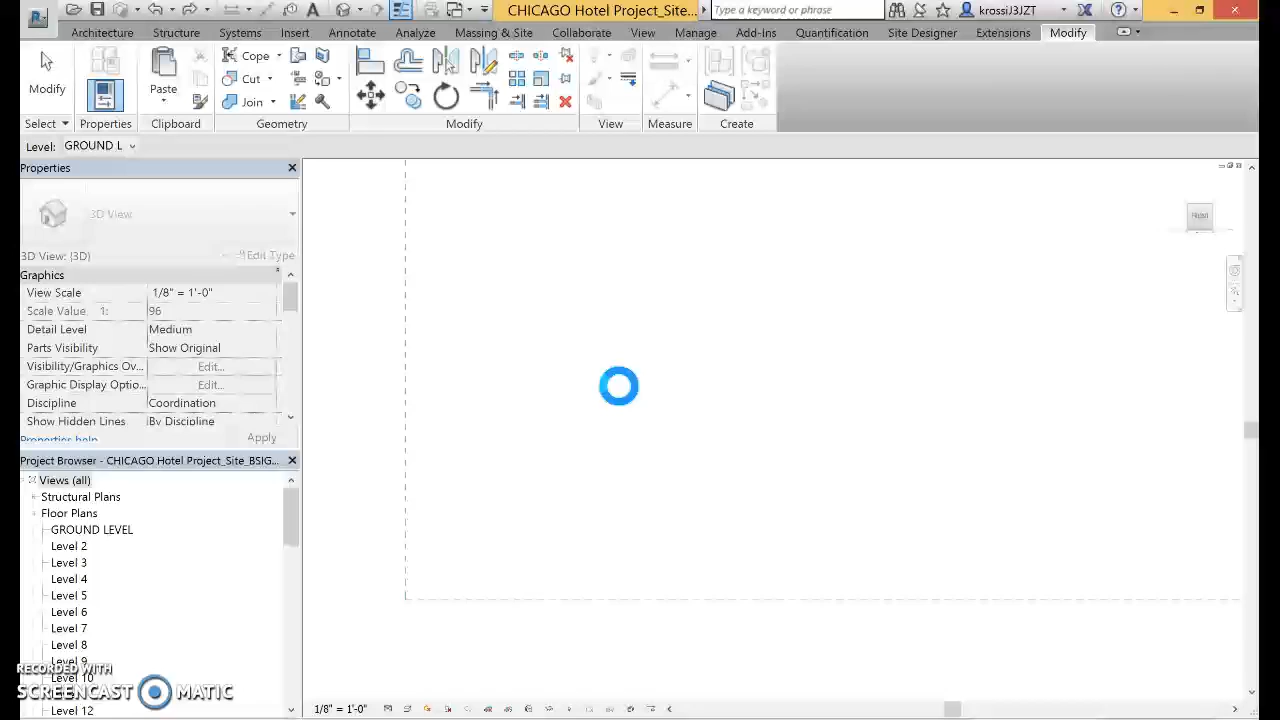 CHICAGO Hotel Project_Site...
Type a keyword or phrase
krossiJ3JZT
Architecture Structure Systems Insert Annotate Analyze Massing & Site Collaborate View Manage Add-Ins Quantification Site Designer Extensions Modify
Modify
Paste
Cope
Cut
Join
Select Properties Clipboard Geometry Modify View Measure Create
Level: GROUND L
Properties
3D View
3D View: {3D}
Edit Type
Graphics
View Scale 1/8" = 1'-0"
Scale Value 1: 96
Detail Level Medium
Parts Visibility Show Original
Visibility/Graphics Ov... Edit...
Graphic Display Optio... Edit...
Discipline Coordination
Show Hidden Lines By Discipline
Properties help
Apply
Project Browser - CHICAGO Hotel Project_Site_BSIG...
Views (all)
Structural Plans
Floor Plans
GROUND LEVEL
Level 2
Level 3
Level 4
Level 5
Level 6
Level 7
Level 8
Level 9
Level 10
Level 12
RECORDED WITH
SCREENCAST MATIC
1/8" = 1'-0"